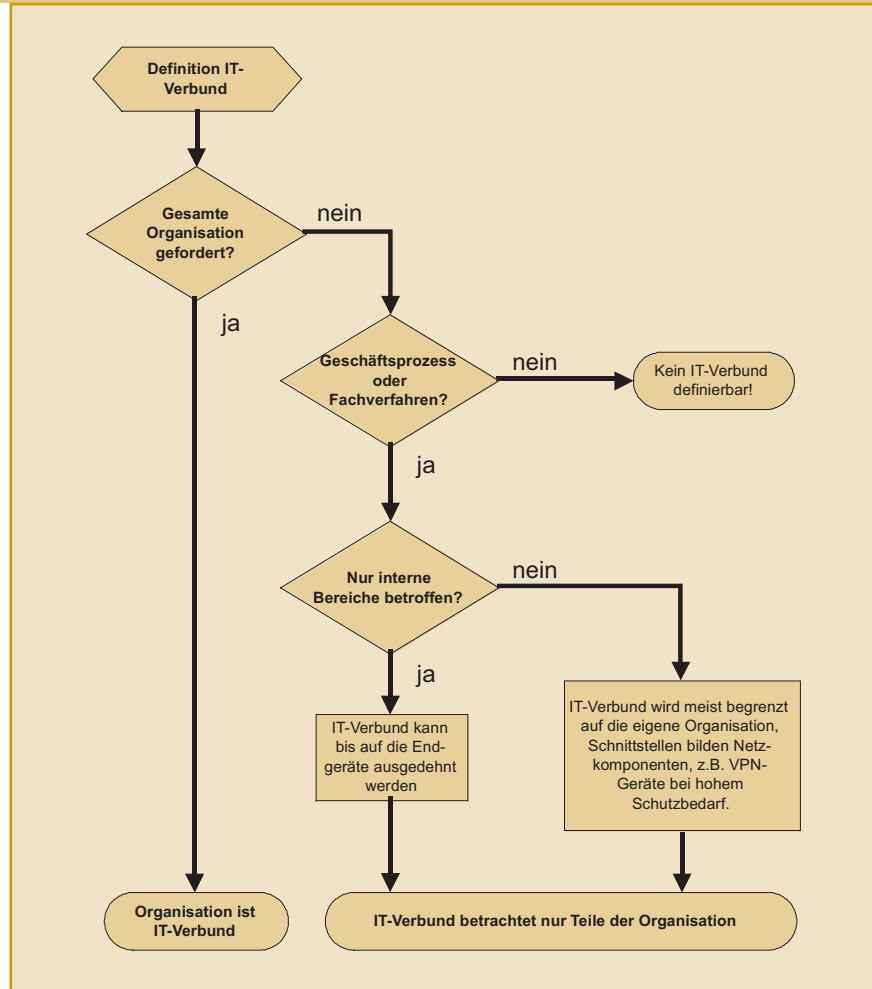 Definition IT-
Verbund
Gesamte
Organisation
gefordert?
nein
ja
Geschäftsprozess
oder
Fachverfahren?
nein
Kein IT-Verbund
definierbar!
ja
Nur interne
Bereiche betroffen?
nein
ja
IT-Verbund kann
bis auf die End-
geräte ausgedehnt
werden
IT-Verbund wird meist begrenzt
auf die eigene Organisation,
Schnittstellen bilden Netz-
komponenten, z.B. VPN-
Geräte bei hohem
Schutzbedarf.
Organisation ist
IT-Verbund
IT-Verbund betrachtet nur Teile der Organisation